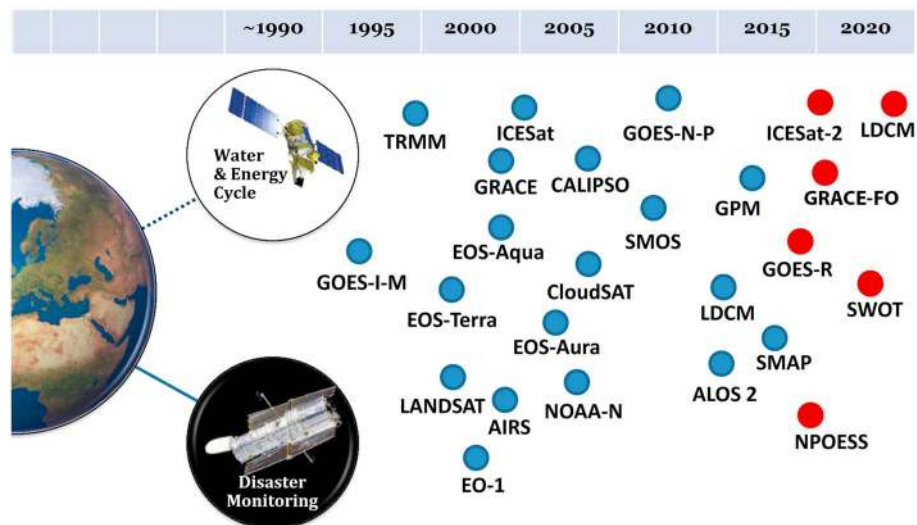 ~1990 1995 2000 2005 2010 2015 2020
Water
& Energy
Cycle
TRMM
ICESat
GOES-N-P
ICESat-2
LDCM
GRACE
CALIPSO
GPM
GRACE-FO
EOS-Aqua
SMOS
GOES-I-M
CloudSAT
GOES-R
EOS-Terra
LDCM
SWOT
EOS-Aura
SMAP
LANDSAT
AIRS
NOAA-N
ALOS 2
NPOESS
EO-1
Disaster
Monitoring